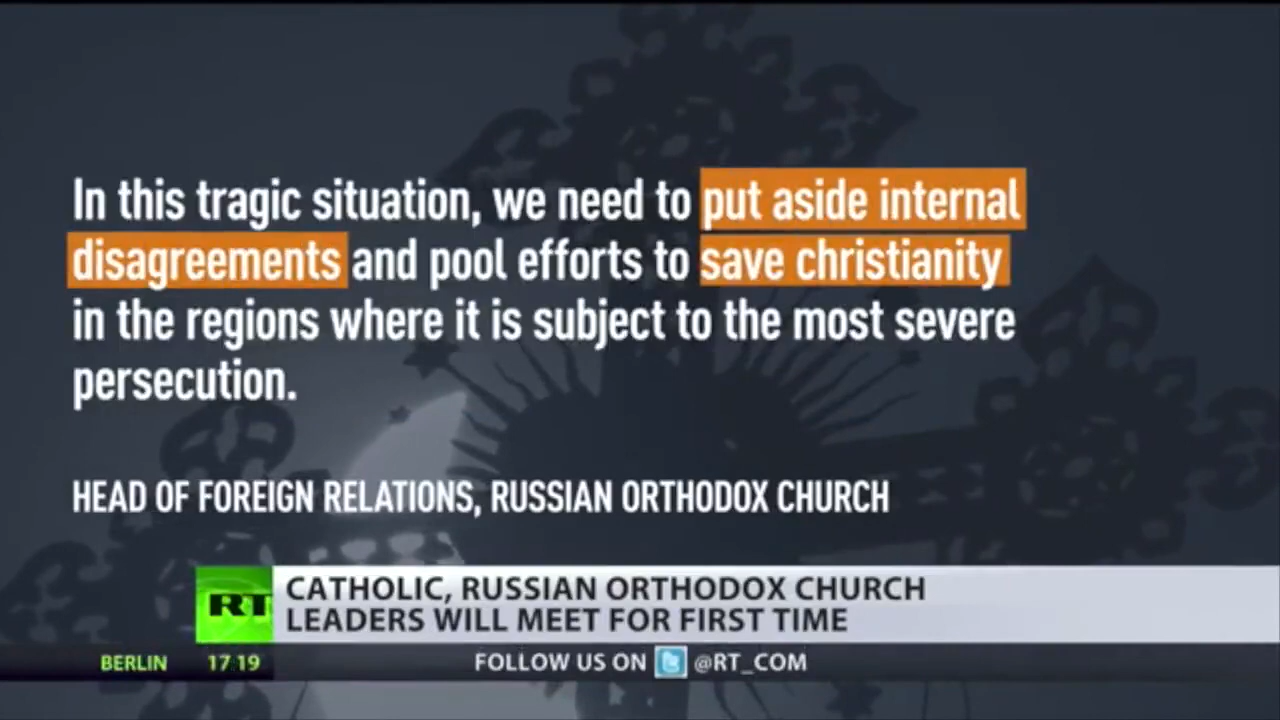 In this tragic situation, we need to put aside internal
disagreements and pool efforts to save christianity
in the regions where it is subject to the most severe
persecution.
HEAD OF FOREIGN RELATIONS, RUSSIAN ORTHODOX CHURCH
RT
CATHOLIC, RUSSIAN ORTHODOX CHURCH
LEADERS WILL MEET FOR FIRST TIME
BERLIN 17:19 FOLLOW US ON @RT_COM